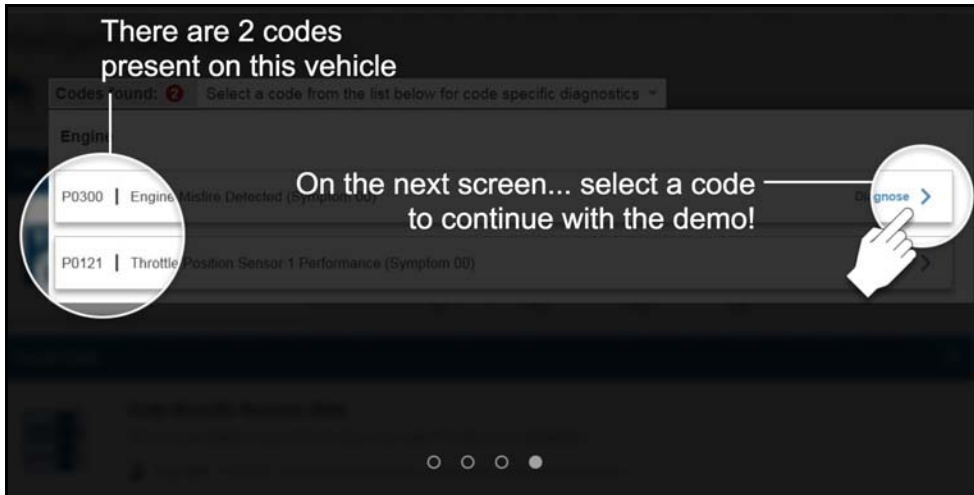 There are 2 codes
present on this vehicle
Codes found: 2 Select a code from the list below for code specific diagnostics
Engine
P0300 | Engine Misfire Detected (Symptom 00)
On the next screen... select a code
to continue with the demo!
Diagnose
P0121 | Throttle Position Sensor 1 Performance (Symptom 00)